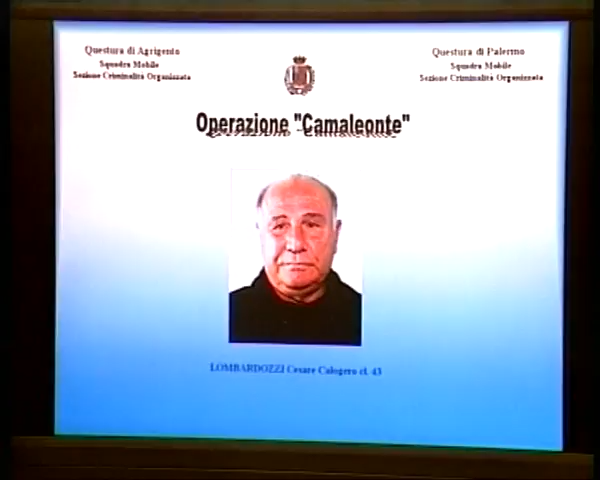 Questura di Agrigento
Squadra Mobile
Sezione Criminalità Organizzata
Questura di Palermo
Squadra Mobile
Sezione Criminalità Organizzata
Operazione "Camaleonte"
LOMBARDOZZI Cesare Calogero cl. 43